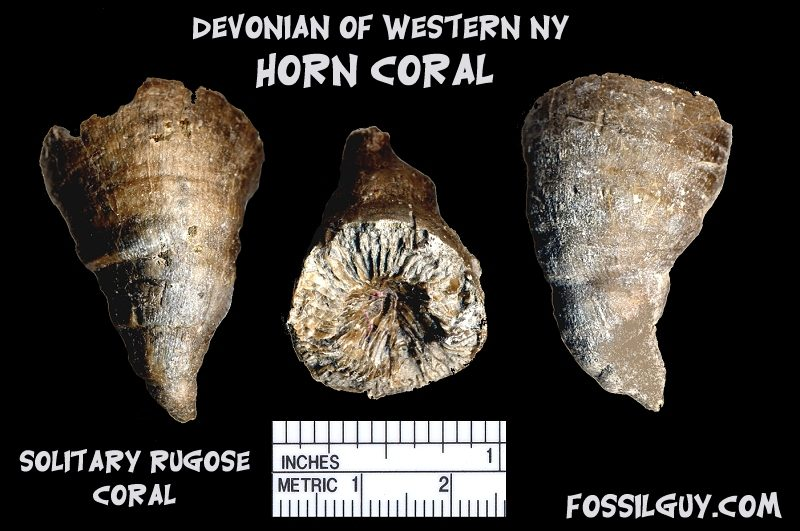 DEVONIAN OF WESTERN NY
HORN CORAL
SOLITARY RUGOSE
CORAL
INCHES 1
METRIC 1 2
FOSSILGUY.COM